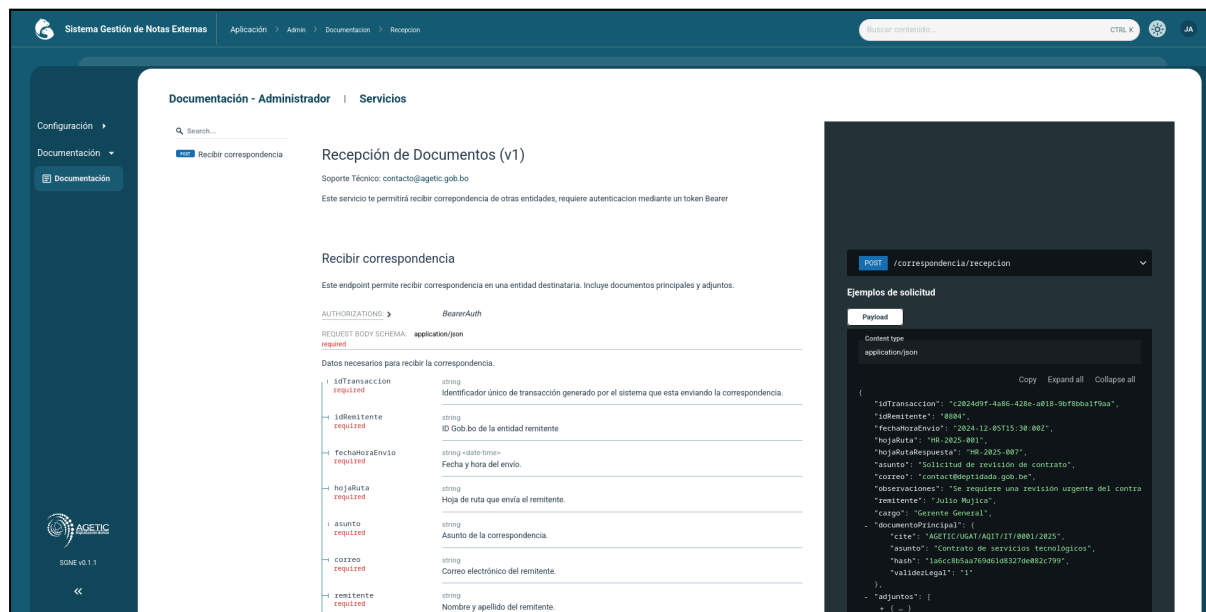 Sistema Gestión de Notas Externas
Aplicación > Admin > Documentacion > Recepcion
Buscar contenido...
CTRL K
JA
Documentación - Administrador | Servicios
Configuración
Documentación
Documentación
AGETIC
SGNE v0.1.1
Search...
POST Recibir correspondencia
Recepción de Documentos (v1)
Soporte Técnico: contacto@agetic.gob.bo
Este servicio te permitirá recibir correpondencia de otras entidades, requiere autenticacion mediante un token Bearer
Recibir correspondencia
Este endpoint permite recibir correspondencia en una entidad destinataria. Incluye documentos principales y adjuntos.
AUTHORIZATIONS: > BearerAuth
REQUEST BODY SCHEMA: application/json
required
Datos necesarios para recibir la correspondencia.
idTransaccion string
required Identificador único de transacción generado por el sistema que esta enviando la correspondencia.
idRemitente string
required ID Gob.bo de la entidad remitente
fechaHoraEnvio string <date-time>
required Fecha y hora del envío.
hojaRuta string
required Hoja de ruta que envía el remitente.
asunto string
required Asunto de la correspondencia.
correo string
required Correo electrónico del remitente.
remitente string
required Nombre y apellido del remitente.
POST /correspondencia/recepcion
Ejemplos de solicitud
Payload
Content type
application/json
Copy Expand all Collapse all
{
"idTransaccion": "c2024d9f-4a86-428e-a018-9bf8bba1f9aa",
"idRemitente": "0804",
"fechaHoraEnvio": "2024-12-05T15:30:00Z",
"hojaRuta": "HR-2025-001",
"hojaRutaRespuesta": "HR-2025-007",
"asunto": "Solicitud de revisión de contrato",
"correo": "contact@deptidada.gob.be",
"observaciones": "Se requiere una revisión urgente del contra
"remitente": "Julio Mujica",
"cargo": "Gerente General",
- "documentoPrincipal": {
"cite": "AGETIC/UGAT/AQIT/IT/0001/2025",
"asunto": "Contrato de servicios tecnológicos",
"hash": "1a6cc8b5aa769d61d8327de082c799",
"validezLegal": "1"
},
- "adjuntos": [
+ { … }